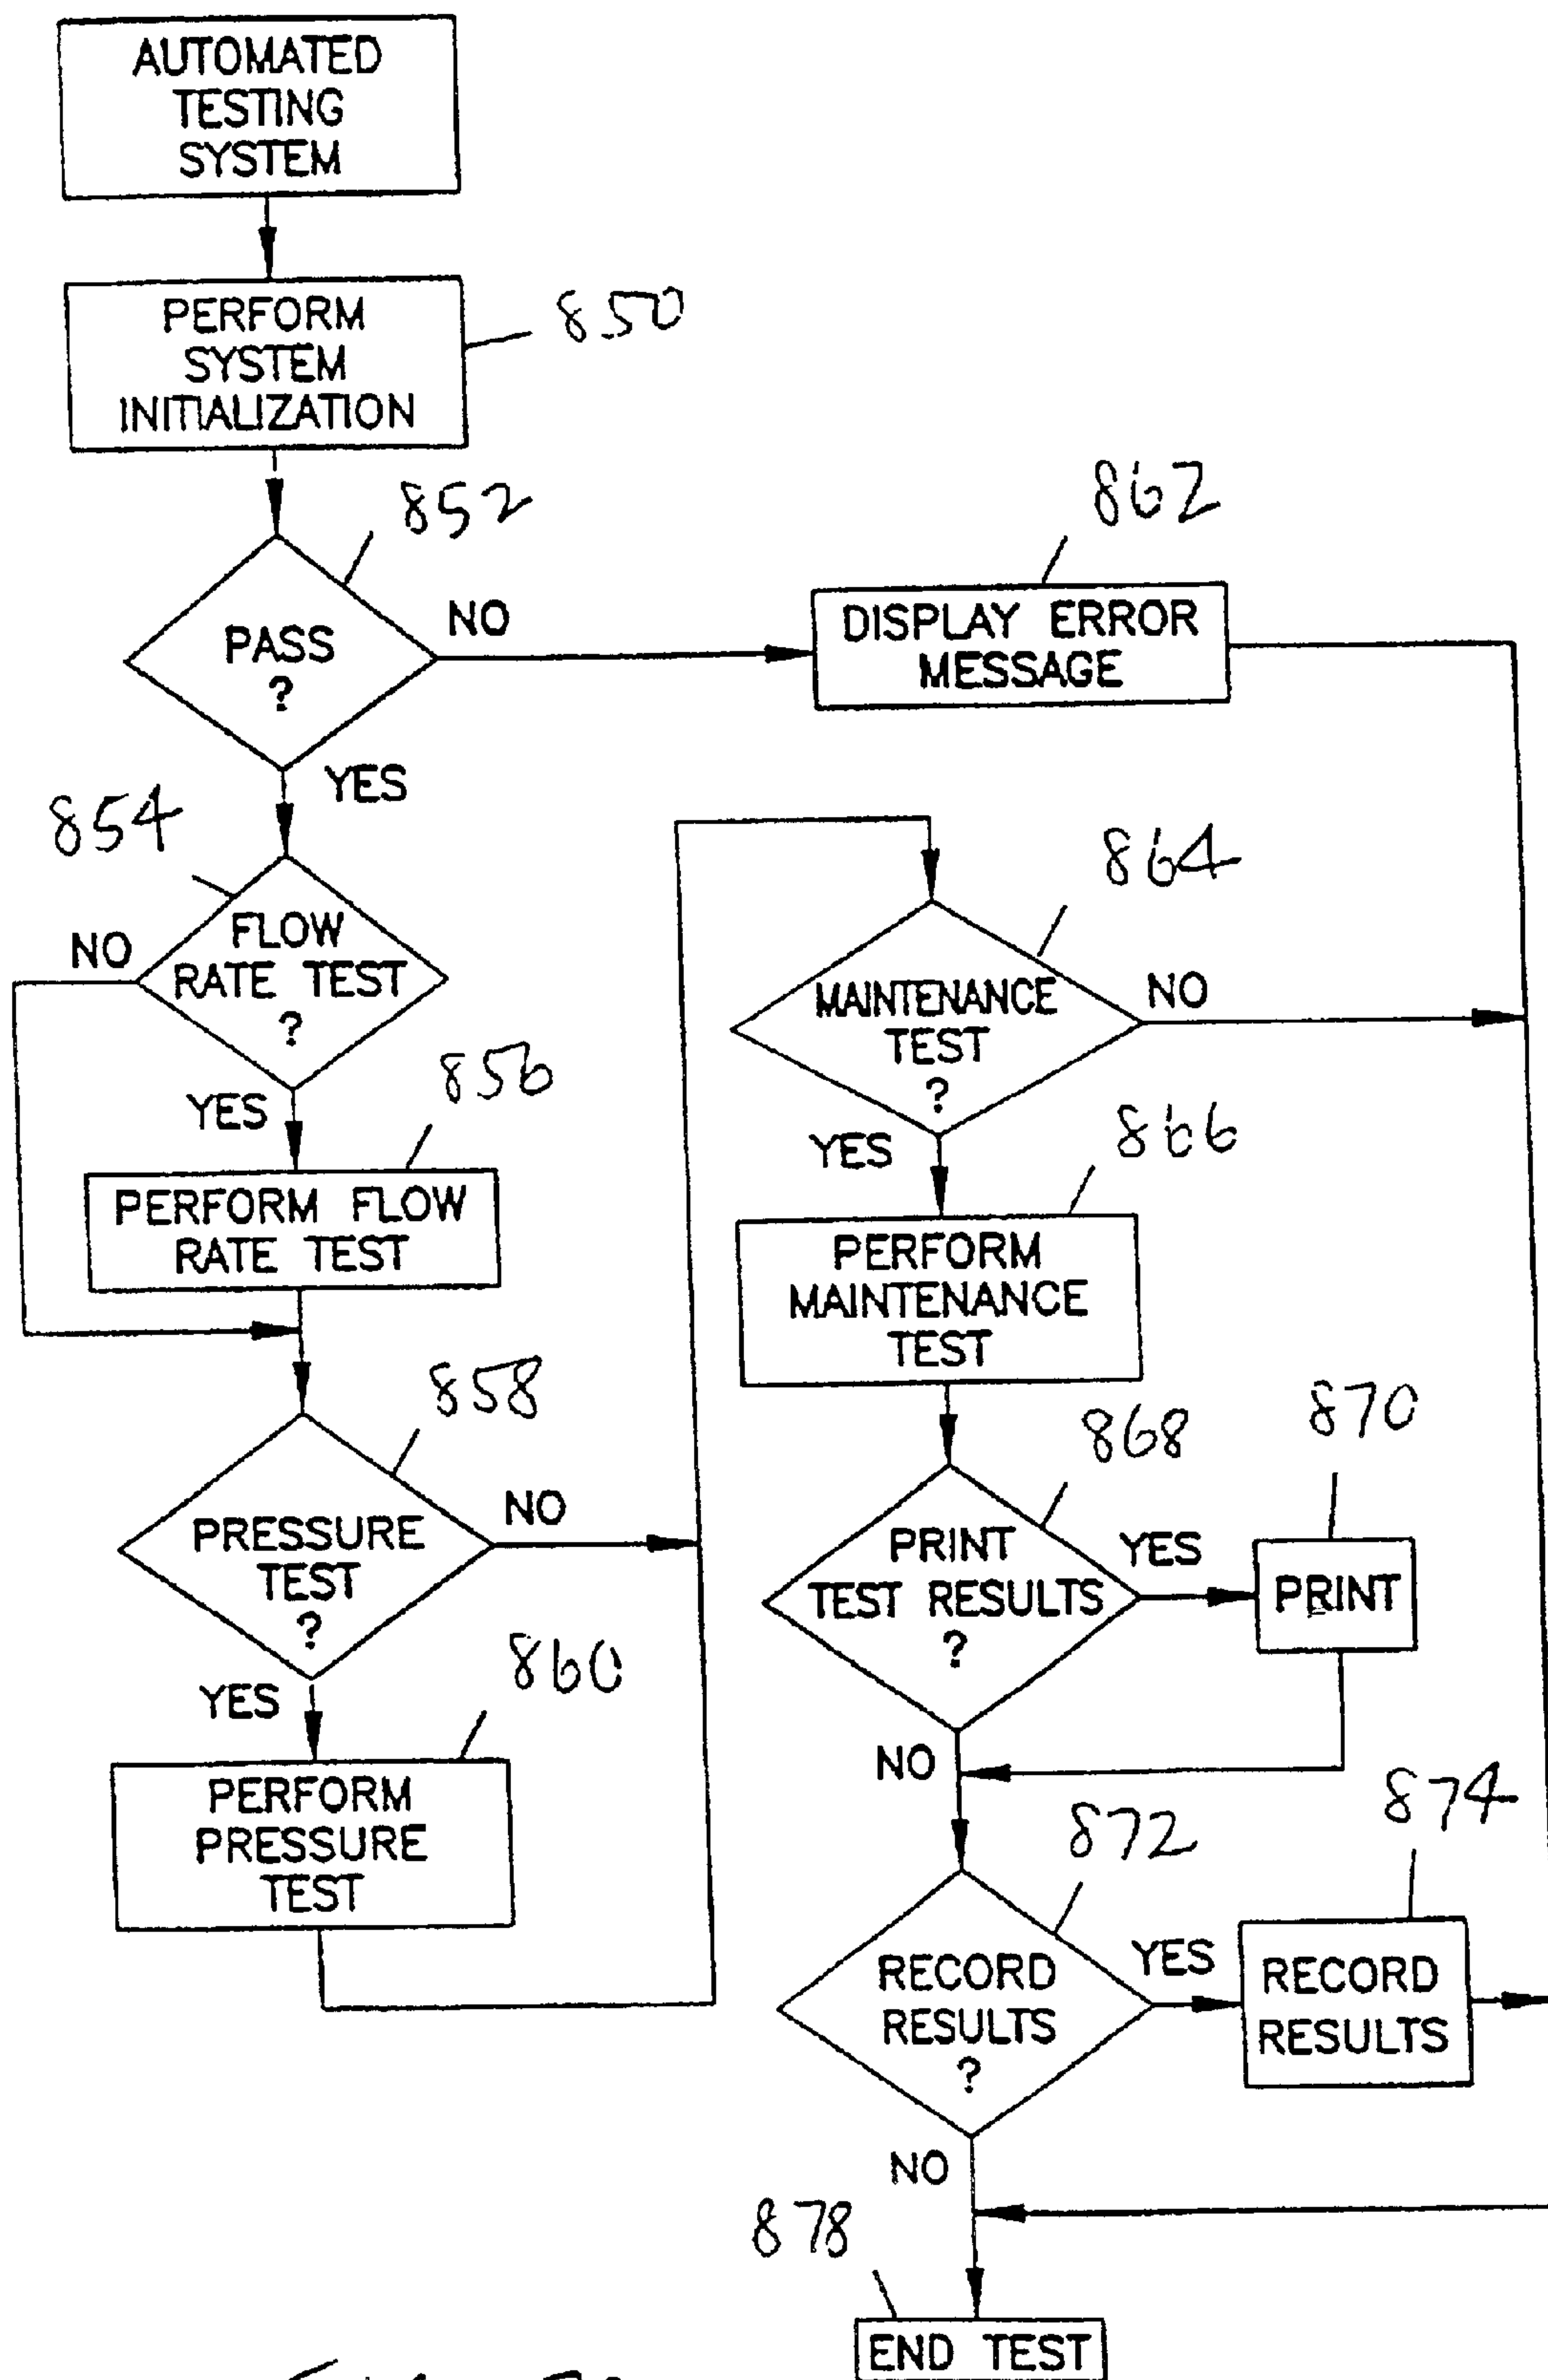 AUTOMATED
TESTING
SYSTEM
PERFORM
SYSTEM
INITIALIZATION
850
852
PASS
?
NO
YES
862
DISPLAY ERROR
MESSAGE
854
FLOW
RATE TEST
?
NO
YES
856
PERFORM FLOW
RATE TEST
858
PRESSURE
TEST
?
NO
YES
860
PERFORM
PRESSURE
TEST
864
MAINTENANCE
TEST
?
NO
YES
866
PERFORM
MAINTENANCE
TEST
868
PRINT
TEST RESULTS
?
YES
870
PRINT
NO
872
RECORD
RESULTS
?
YES
874
RECORD
RESULTS
NO
878
END TEST